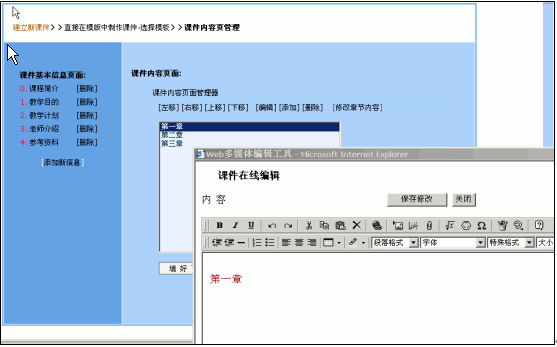 建立新课件>>直接在模版中制作课件-选择模板>>课件内容页管理
课件基本信息页面:
0. 课程简介 [删除]
1. 教学目的 [删除]
2. 教学计划 [删除]
3. 老师介绍 [删除]
4. 参考资料 [删除]
[添加新信息]
课件内容页面:
课件内容页面管理器
[左移] [右移] [上移] [下移] [编辑] [添加] [删除] [修改章节内容]
第一章
第二章
第三章
填 好
Web多媒体编辑工具 - Microsoft Internet Explorer
课件在线编辑
内 容
保存修改
关闭
B I U
段落格式
字体
特殊格式
大小
第一章